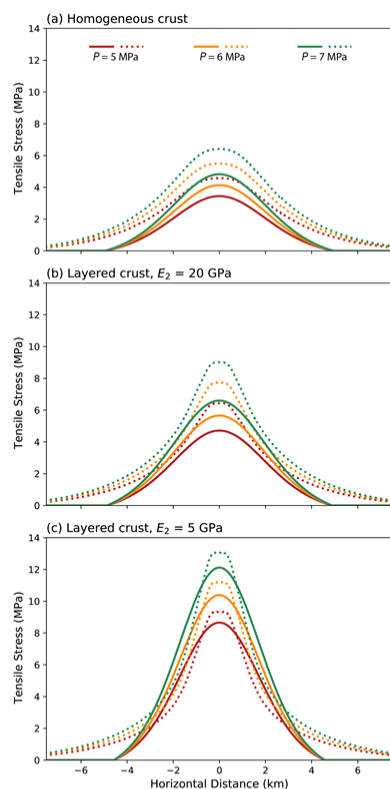 (a) Homogeneous crust
14
12
10
8
6
4
2
0
Tensile Stress (MPa)
P = 5 MPa P = 6 MPa P = 7 MPa
(b) Layered crust, E2 = 20 GPa
14
12
10
8
6
4
2
0
Tensile Stress (MPa)
(c) Layered crust, E2 = 5 GPa
14
12
10
8
6
4
2
0
Tensile Stress (MPa)
−6 −4 −2 0 2 4 6
Horizontal Distance (km)